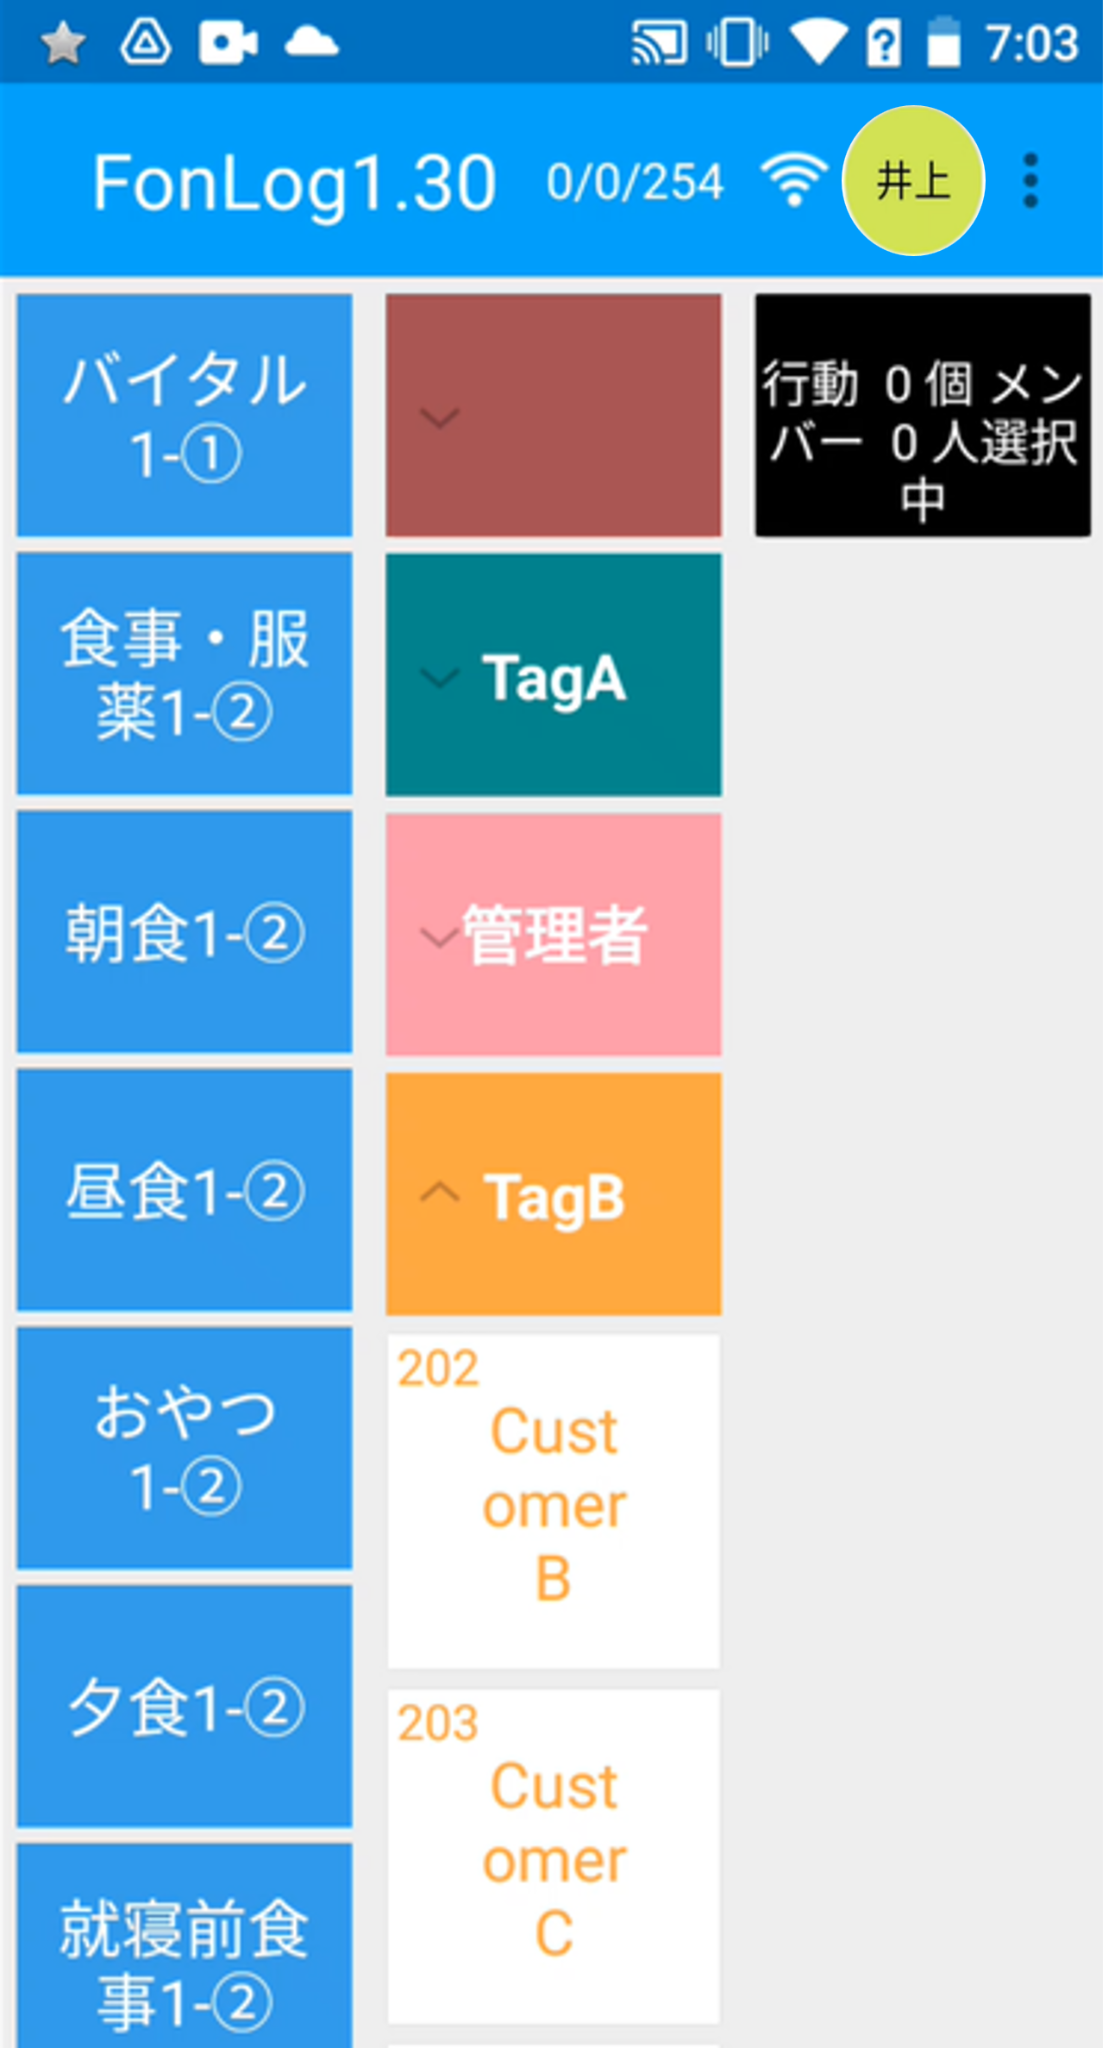 7:03
FonLog1.30 0/0/254 井上
バイタル
1-①
食事・服
薬1-②
朝食1-②
昼食1-②
おやつ
1-②
夕食1-②
就寝前食
事1-②
TagA
管理者
TagB
202
Cust
omer
B
203
Cust
omer
C
行動 0 個 メン
バー 0 人選択
中